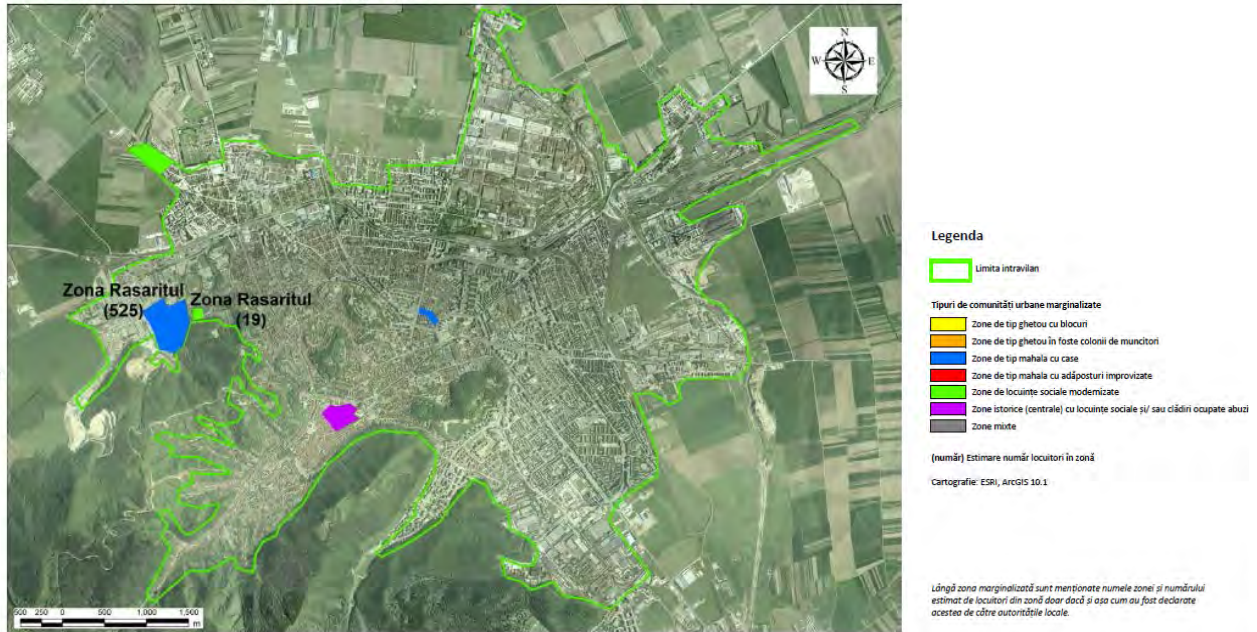 N
W E
S
Zona Rasaritul
(525)
Zona Rasaritul
(19)
500 250 0 500 1,000 1,500
m
Legenda
Limita intravilan
Tipuri de comunități urbane marginalizate
Zone de tip ghetou cu blocuri
Zone de tip ghetou în foste colonii de muncitori
Zone de tip mahala cu case
Zone de tip mahala cu adăposturi improvizate
Zone de locuințe sociale modernizate
Zone istorice (centrale) cu locuințe sociale și/ sau clădiri ocupate abuzi
Zone mixte
(număr) Estimare număr locuitori în zonă
Cartografie: ESRI, ArcGIS 10.1
Lângă zona marginalizată sunt menționate numele zonei și numărului
estimat de locuitori din zonă doar dacă și așa cum au fost declarate
acestea de către autoritățile locale.